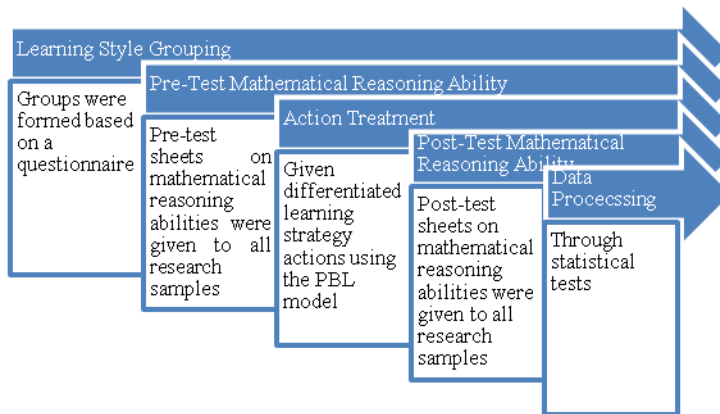 Learning Style Grouping
Groups were
formed based
on a
questionnaire
Pre-Test Mathematical Reasoning Ability
Pre-test
sheets on
mathematical
reasoning
abilities were
given to all
research
samples
Action Treatment
Given
differentiated
learning
strategy
actions using
the PBL
model
Post-Test Mathematical
Reasoning Ability
Post-test
sheets on
mathematical
reasoning
abilities were
given to all
research
samples
Data
Procecssing
Through
statistical
tests